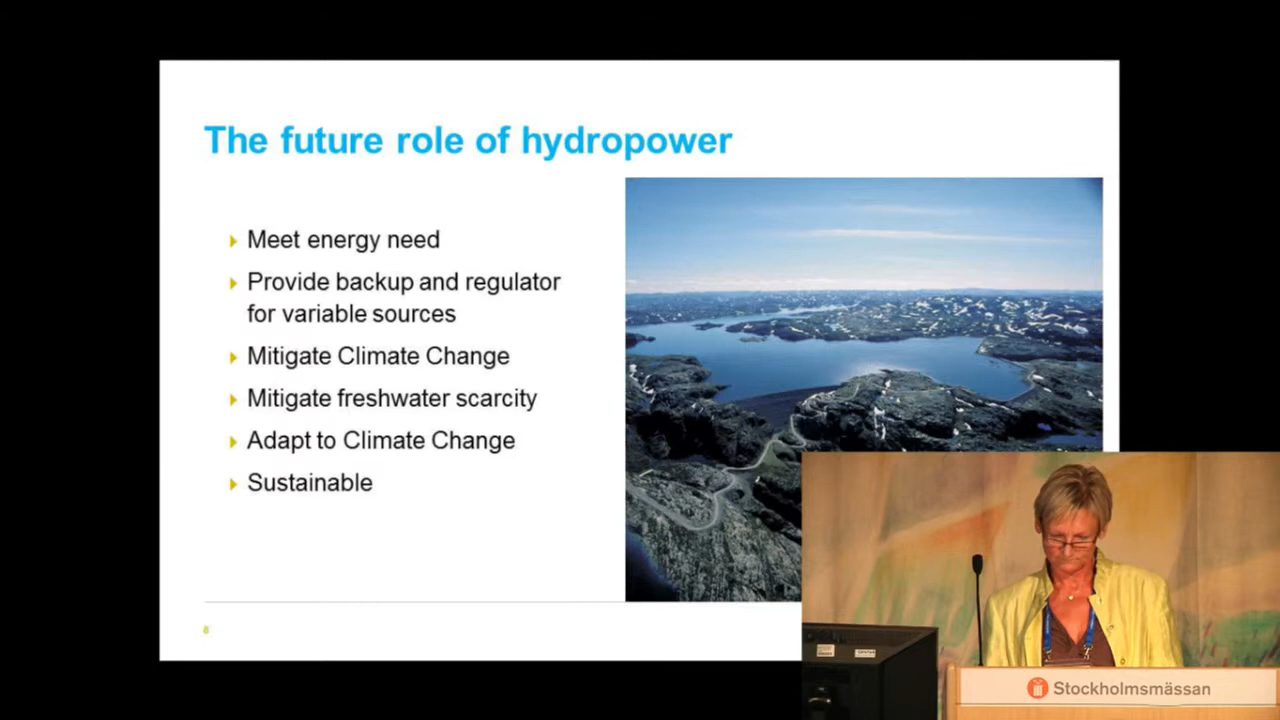 The future role of hydropower
Meet energy need
Provide backup and regulator
for variable sources
Mitigate Climate Change
Mitigate freshwater scarcity
Adapt to Climate Change
Sustainable
8
Stockholmsmässan